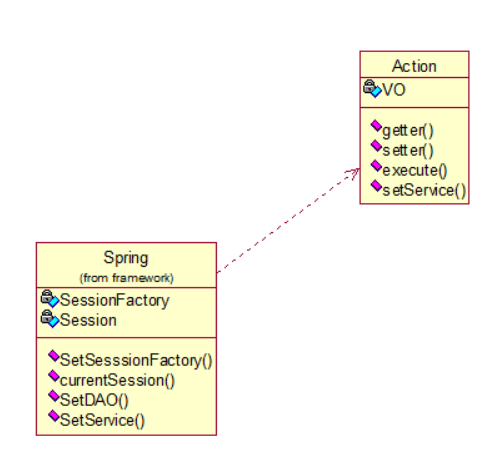 Action
VO
getter()
setter()
execute()
setService()
Spring
(from framework)
SessionFactory
Session
SetSesssionFactory()
currentSession()
SetDAO()
SetService()